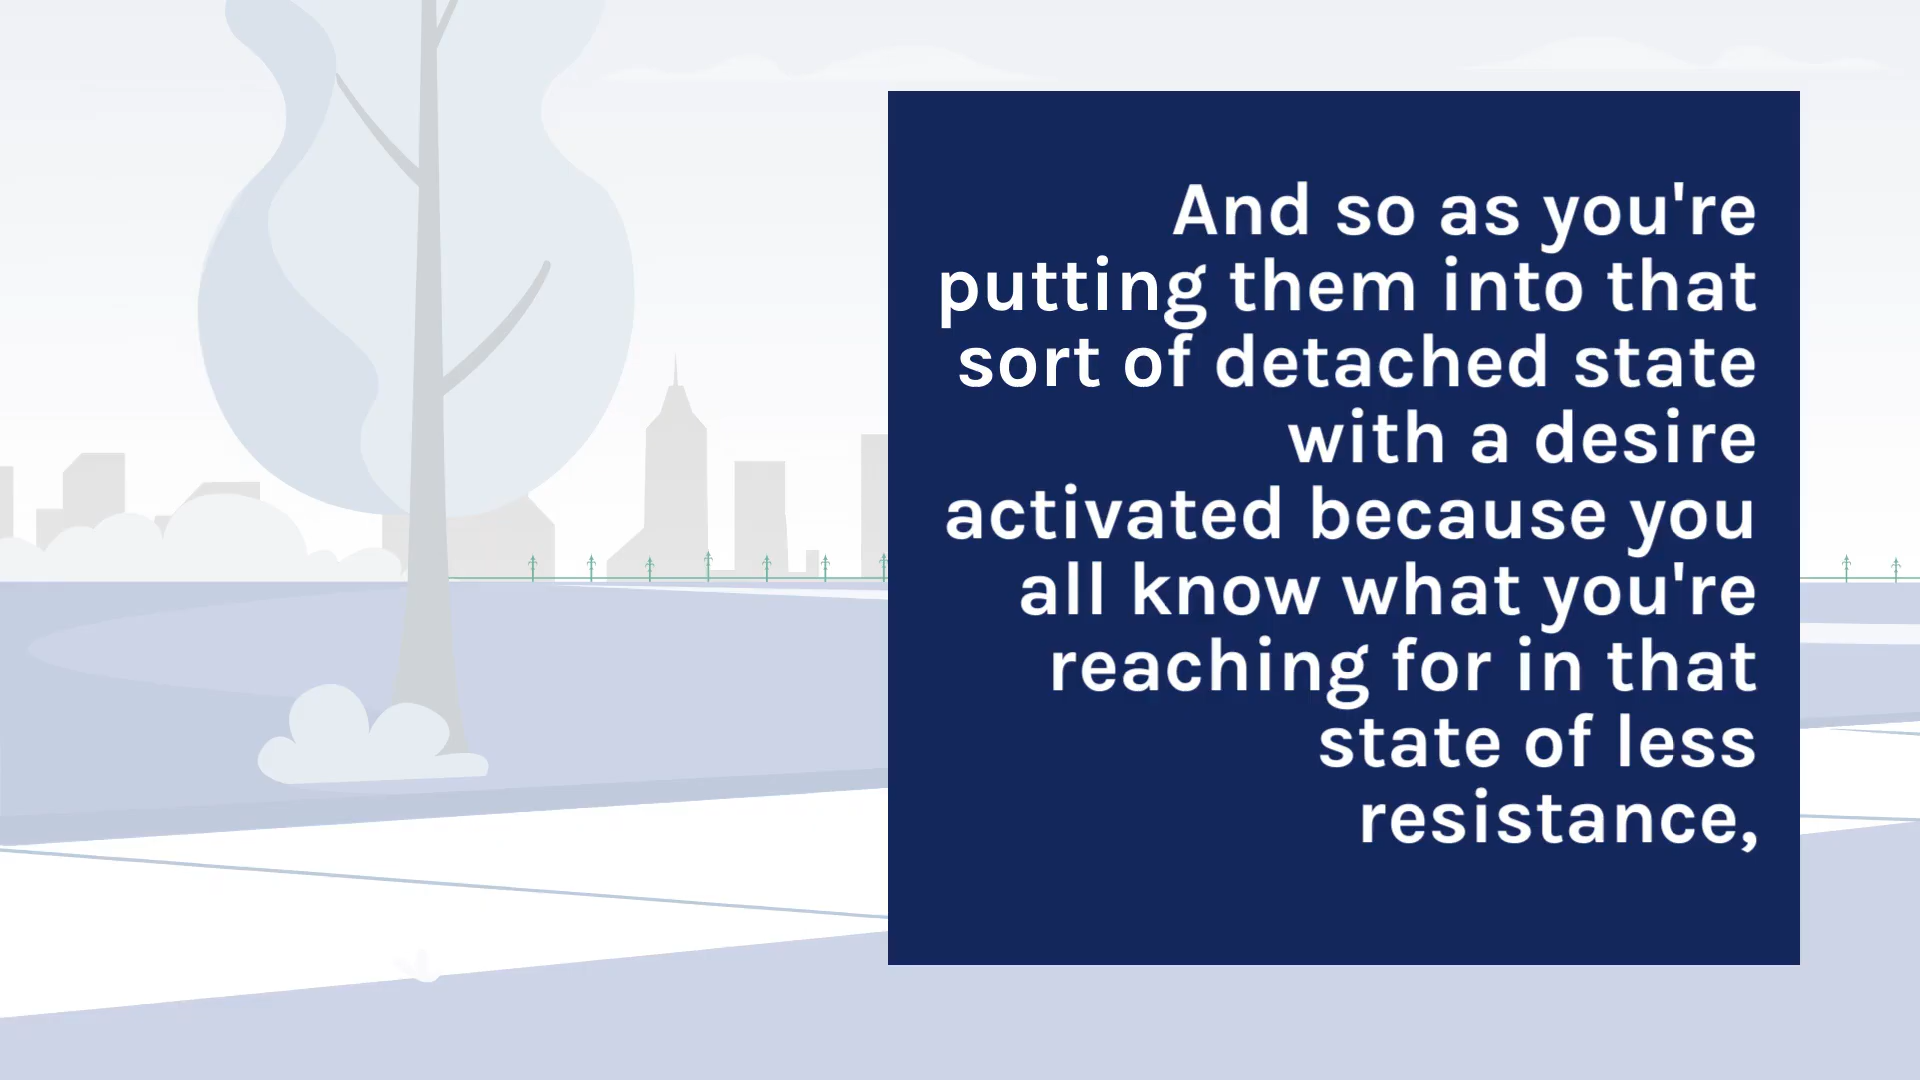 And so as you're
putting them into that
sort of detached state
with a desire
activated because you
all know what you're
reaching for in that
state of less
resistance,